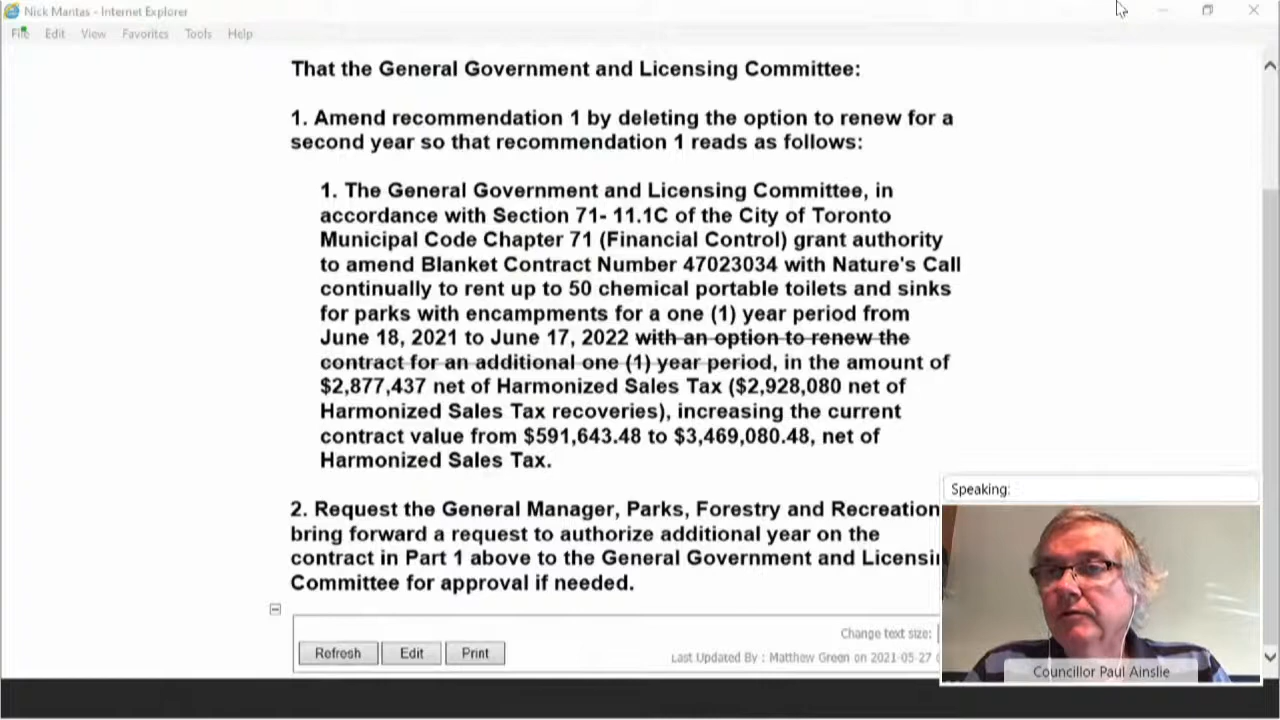 Nick Mantas - Internet Explorer
File Edit View Favorites Tools Help
That the General Government and Licensing Committee:
1. Amend recommendation 1 by deleting the option to renew for a
second year so that recommendation 1 reads as follows:
1. The General Government and Licensing Committee, in
accordance with Section 71- 11.1C of the City of Toronto
Municipal Code Chapter 71 (Financial Control) grant authority
to amend Blanket Contract Number 47023034 with Nature's Call
continually to rent up to 50 chemical portable toilets and sinks
for parks with encampments for a one (1) year period from
June 18, 2021 to June 17, 2022 with an option to renew the
contract for an additional one (1) year period, in the amount of
$2,877,437 net of Harmonized Sales Tax ($2,928,080 net of
Harmonized Sales Tax recoveries), increasing the current
contract value from $591,643.48 to $3,469,080.48, net of
Harmonized Sales Tax.
2. Request the General Manager, Parks, Forestry and Recreation
bring forward a request to authorize additional year on the
contract in Part 1 above to the General Government and Licensin
Committee for approval if needed.
Speaking:
Change text size:
Refresh Edit Print
Last Updated By : Matthew Green on 2021-05-27
Councillor Paul Ainslie